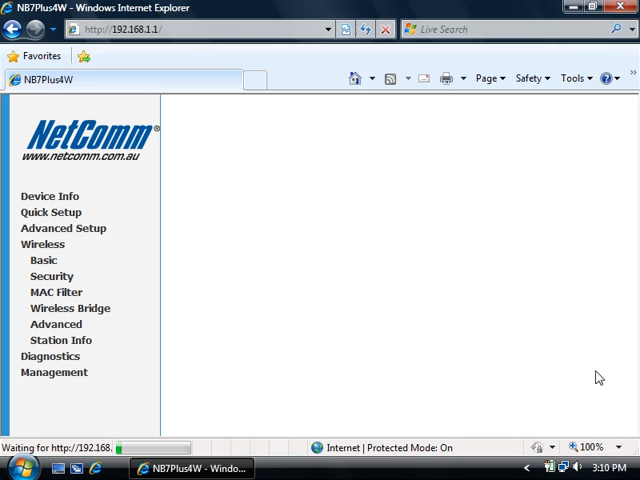 NB7Plus4W - Windows Internet Explorer
http://192.168.1.1/
Live Search
Favorites
NB7Plus4W
Page
Safety
Tools
NetComm®
www.netcomm.com.au
Device Info
Quick Setup
Advanced Setup
Wireless
Basic
Security
MAC Filter
Wireless Bridge
Advanced
Station Info
Diagnostics
Management
Waiting for http://192.168.
Internet | Protected Mode: On
100%
NB7Plus4W - Windo...
3:10 PM